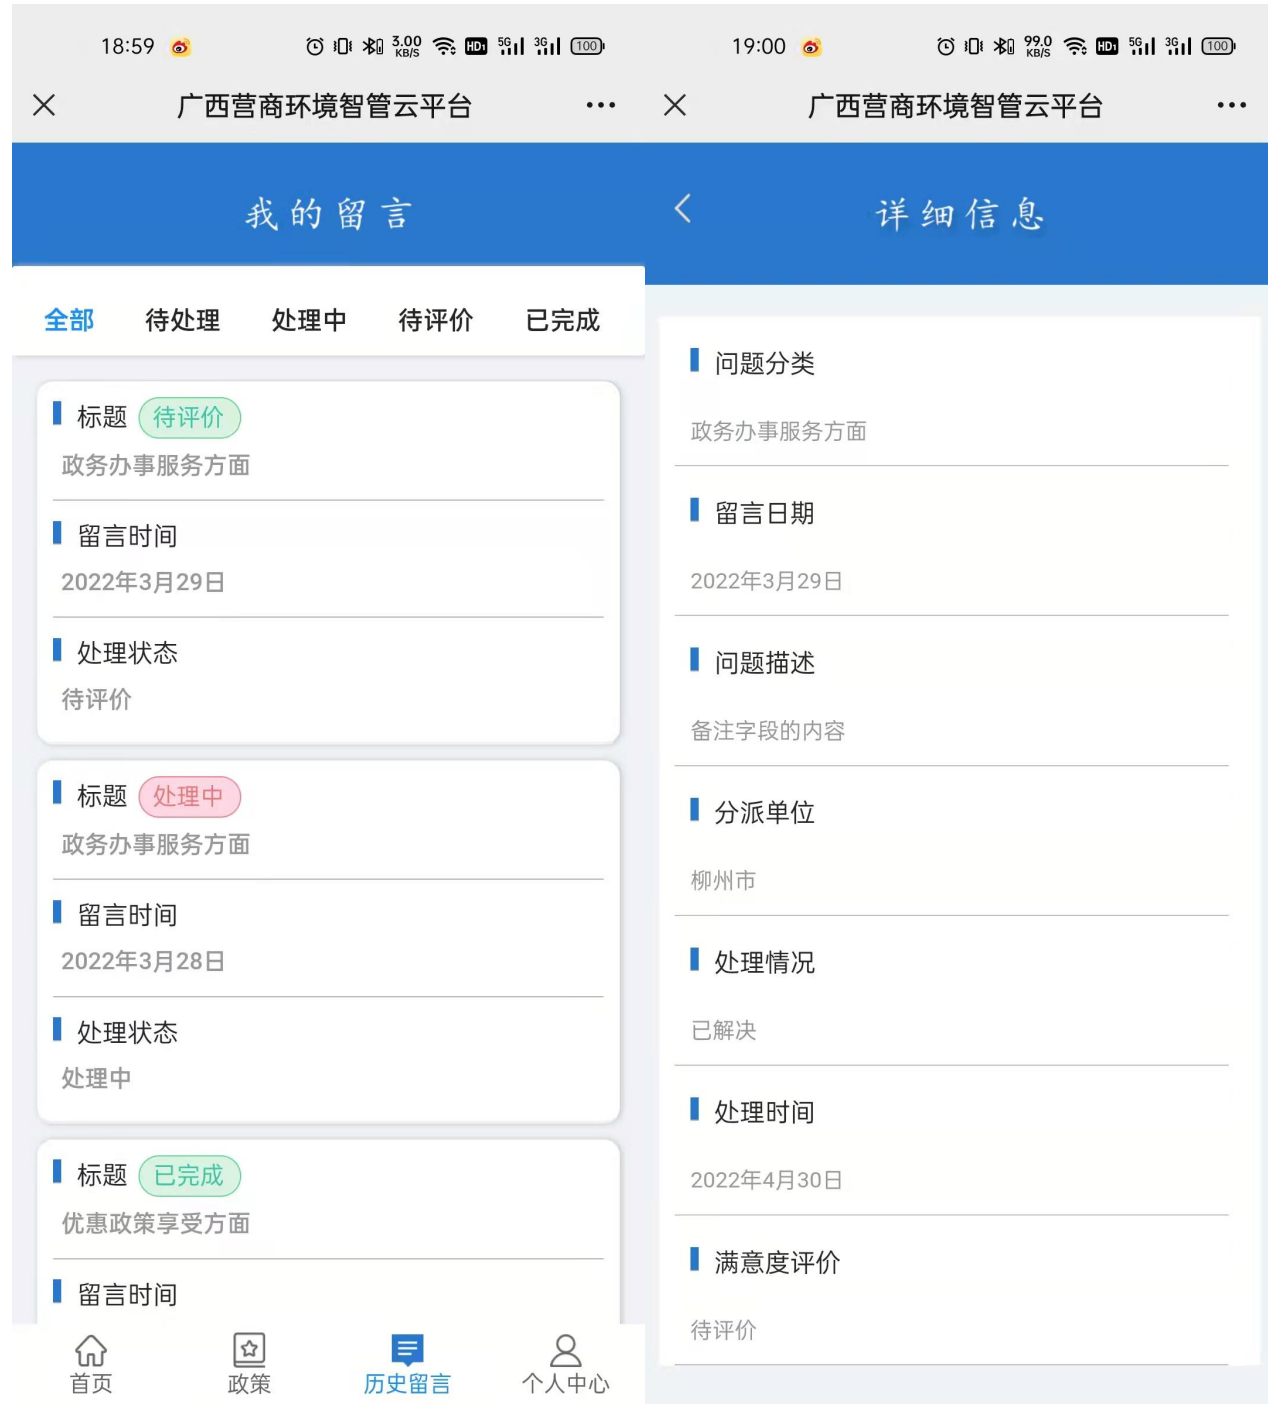 18:59
3.00 KB/S HD1 5G 3G 100
广西营商环境智管云平台
我的留言
全部 待处理 处理中 待评价 已完成
标题 待评价
政务办事服务方面
留言时间
2022年3月29日
处理状态
待评价
标题 处理中
政务办事服务方面
留言时间
2022年3月28日
处理状态
处理中
标题 已完成
优惠政策享受方面
留言时间
首页 政策 历史留言 个人中心
19:00
99.0 KB/S HD1 5G 3G 100
广西营商环境智管云平台
详细信息
问题分类
政务办事服务方面
留言日期
2022年3月29日
问题描述
备注字段的内容
分派单位
柳州市
处理情况
已解决
处理时间
2022年4月30日
满意度评价
待评价